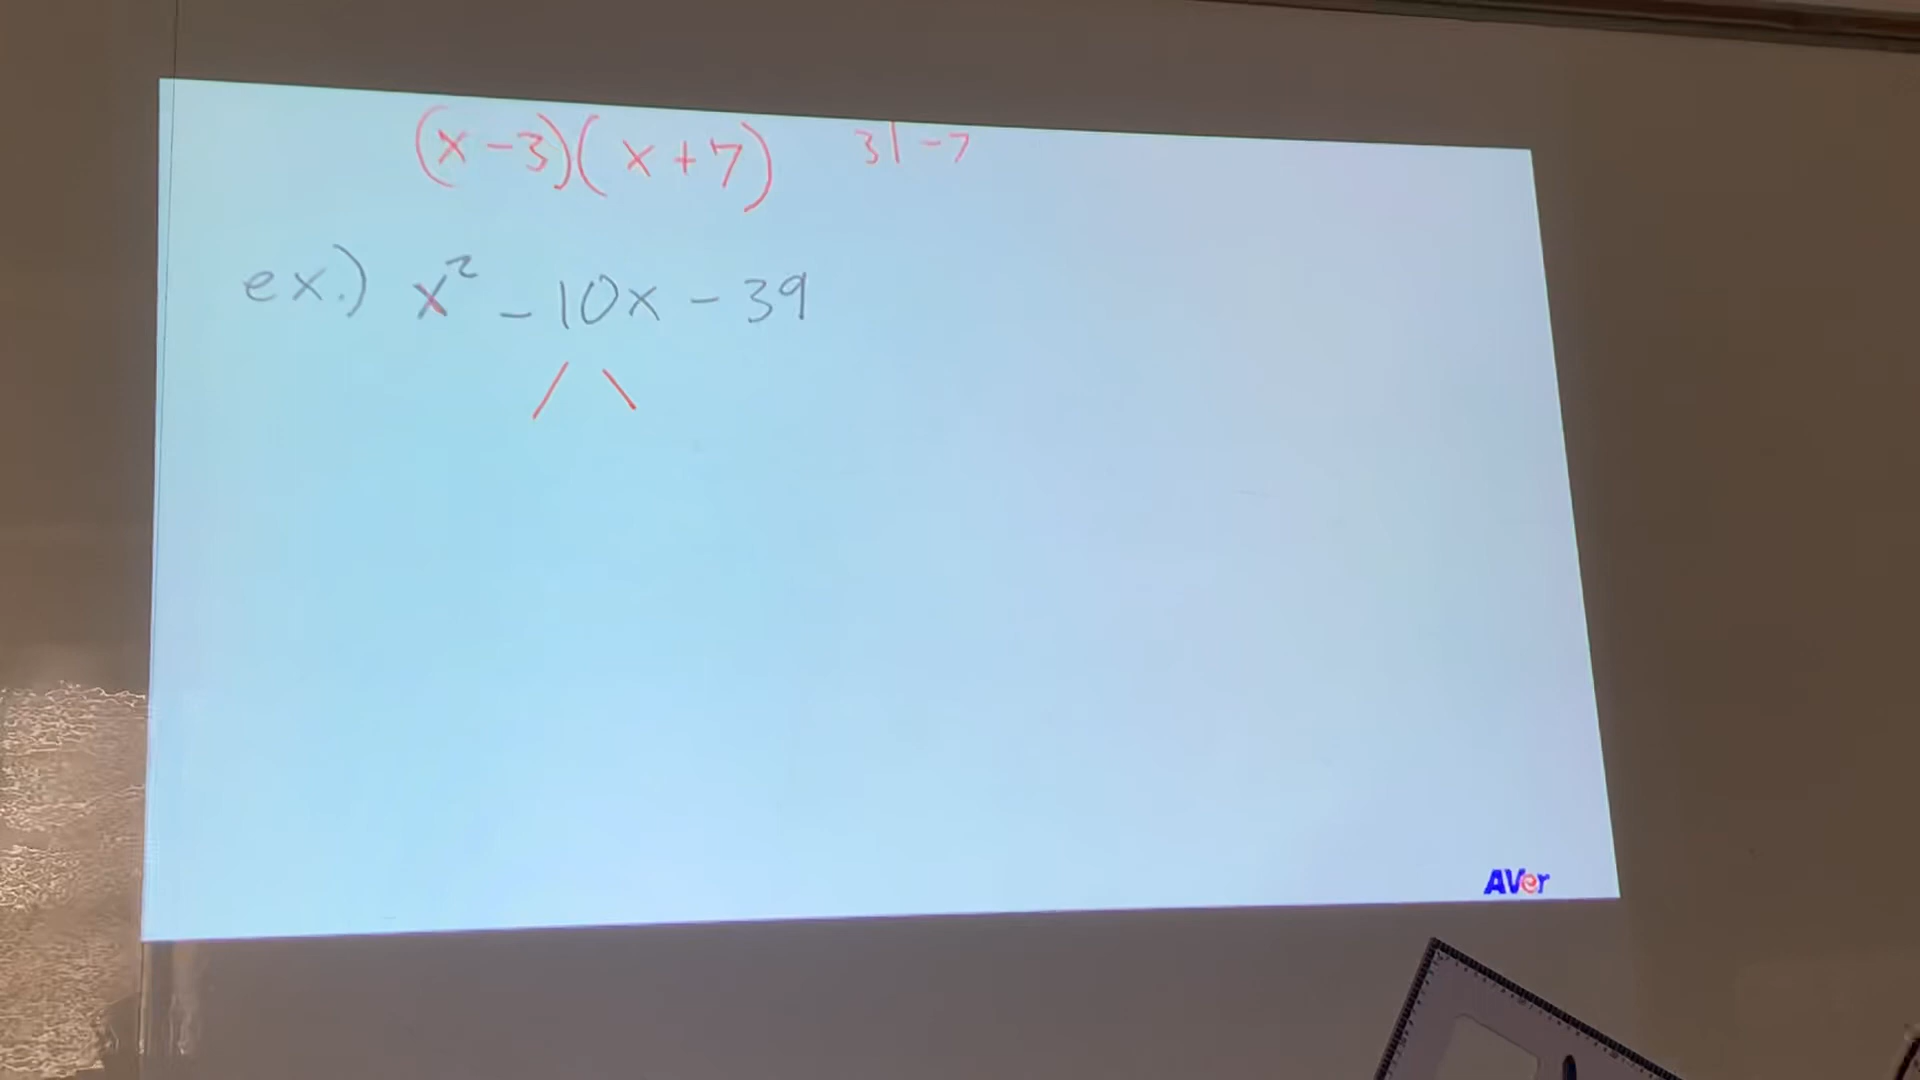 (x-3)(x+7) 3|-7
ex.) x² - 10x - 39
AVer